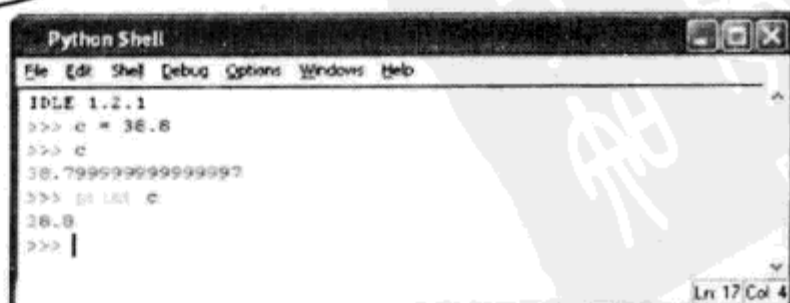 Python Shell
File Edit Shell Debug Options Windows Help
IDLE 1.2.1
>>> c = 38.8
>>> c
38.799999999999997
>>> print c
38.8
>>>
Ln: 17 Col: 4